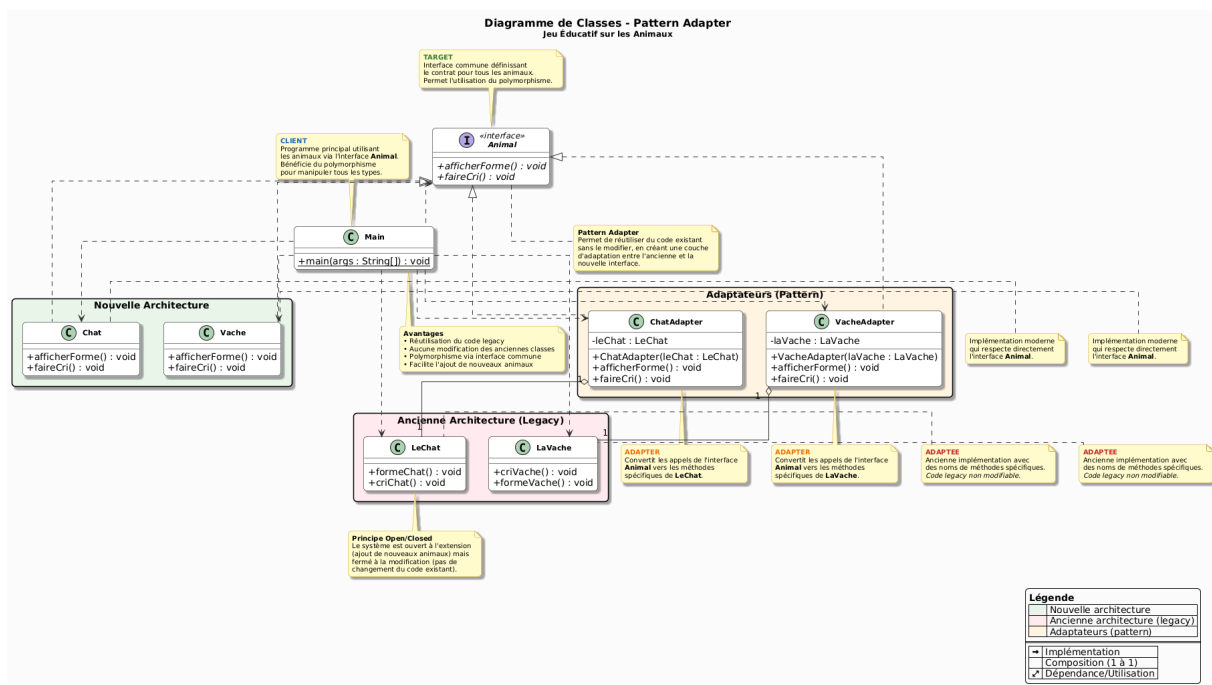 Diagramme de Classes - Pattern Adapter
Jeu Éducatif sur les Animaux
TARGET
Interface commune définissant
le contrat pour tous les animaux.
Permet l'utilisation du polymorphisme.
CLIENT
Programme principal utilisant
les animaux via l'interface Animal.
Bénéficie du polymorphisme
pour manipuler tous les types.
I
«interface»
Animal
+afficherForme() : void
+faireCri() : void
C Main
+main(args : String[]) : void
Pattern Adapter
Permet de réutiliser du code existant
sans le modifier, en créant une couche
d'adaptation entre l'ancienne et la
nouvelle interface.
Nouvelle Architecture
C Chat
+afficherForme() : void
+faireCri() : void
C Vache
+afficherForme() : void
+faireCri() : void
Avantages
• Réutilisation du code legacy
• Aucune modification des anciennes classes
• Polymorphisme via interface commune
• Facilite l'ajout de nouveaux animaux
Adaptateurs (Pattern)
C ChatAdapter
-leChat : LeChat
+ChatAdapter(leChat : LeChat)
+afficherForme() : void
+faireCri() : void
C VacheAdapter
-laVache : LaVache
+VacheAdapter(laVache : LaVache)
+afficherForme() : void
+faireCri() : void
Implémentation moderne
qui respecte directement
l'interface Animal.
Implémentation moderne
qui respecte directement
l'interface Animal.
1
1
1
1
Ancienne Architecture (Legacy)
C LeChat
+formeChat() : void
+criChat() : void
C LaVache
+criVache() : void
+formeVache() : void
ADAPTER
Convertit les appels de l'interface
Animal vers les méthodes
spécifiques de LeChat.
ADAPTER
Convertit les appels de l'interface
Animal vers les méthodes
spécifiques de LaVache.
ADAPTEE
Ancienne implémentation avec
des noms de méthodes spécifiques.
Code legacy non modifiable.
ADAPTEE
Ancienne implémentation avec
des noms de méthodes spécifiques.
Code legacy non modifiable.
Principe Open/Closed
Le système est ouvert à l'extension
(ajout de nouveaux animaux) mais
fermé à la modification (pas de
changement du code existant).
Légende
Nouvelle architecture
Ancienne architecture (legacy)
Adaptateurs (pattern)
Implémentation
Composition (1 à 1)
Dépendance/Utilisation